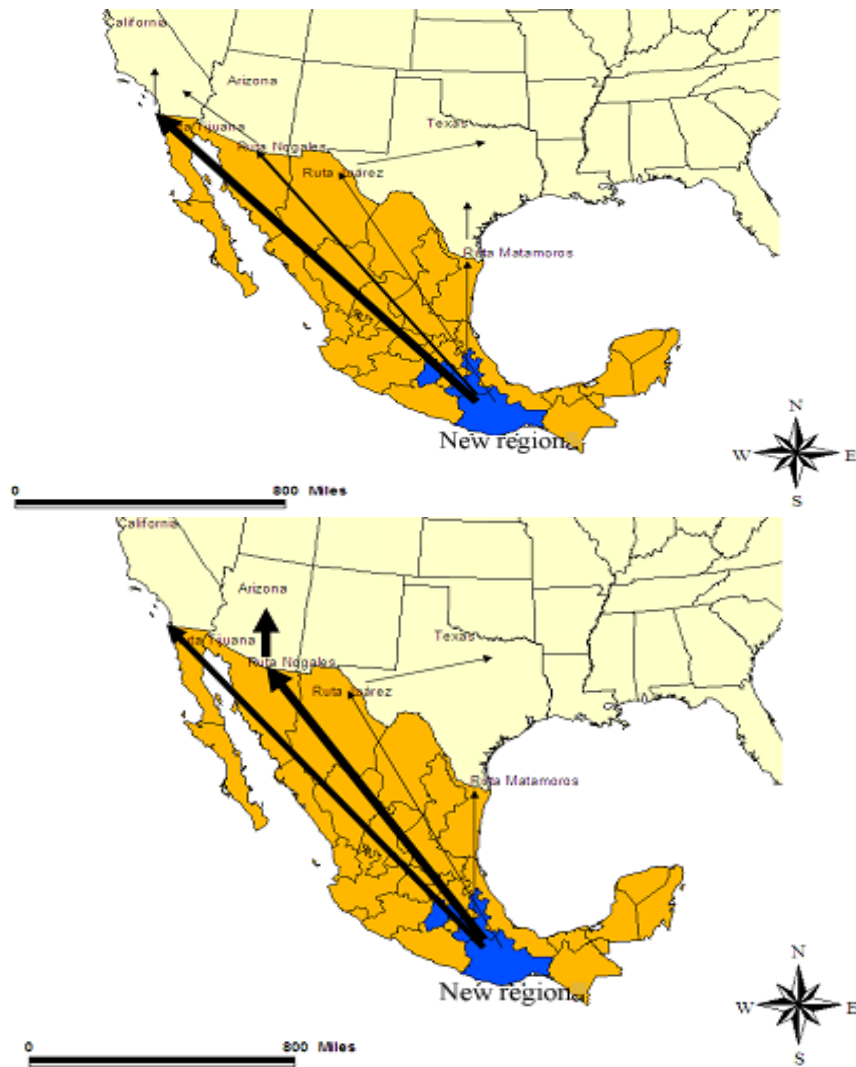 California
Arizona
Texas
Ruta Tijuana
Ruta Nogales
Ruta Juárez
Ruta Matamoros
New region
N
W E
S
0 800 Miles
California
Arizona
Texas
Ruta Tijuana
Ruta Nogales
Ruta Juárez
Ruta Matamoros
New region
N
W E
S
0 800 Miles